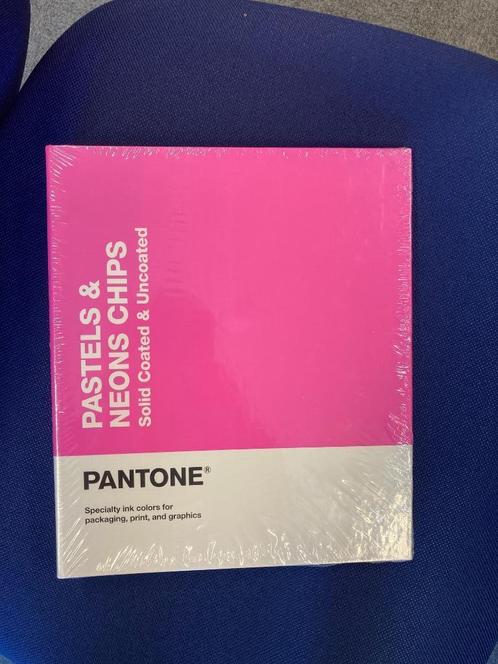 PASTELS &
NEONS CHIPS
Solid Coated & Uncoated
PANTONE®
Specialty ink colors for
packaging, print, and graphics